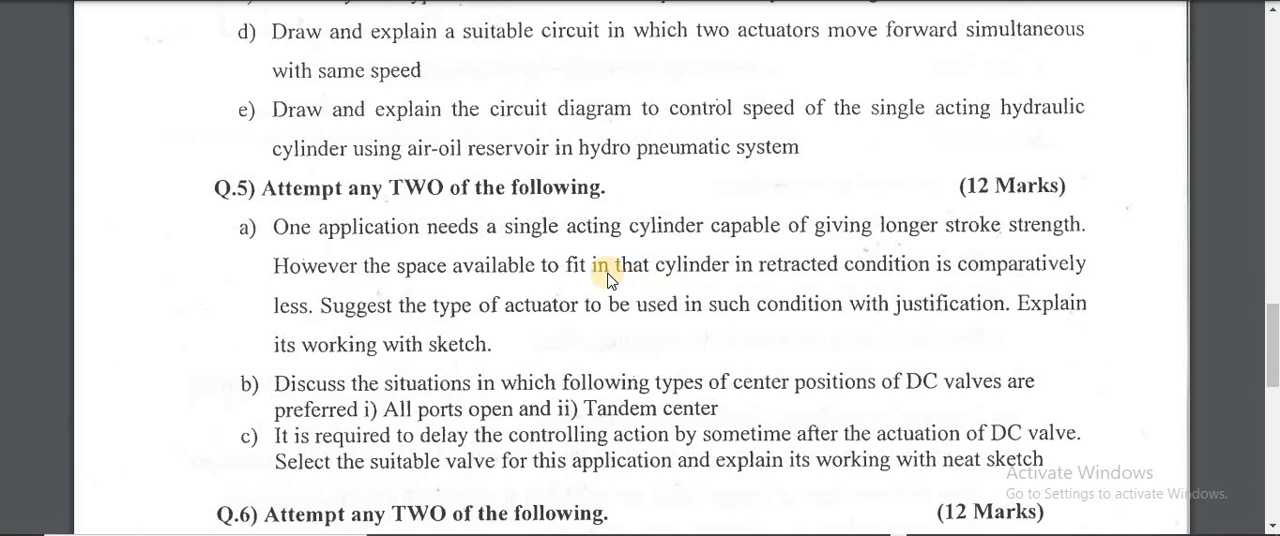 d) Draw and explain a suitable circuit in which two actuators move forward simultaneous
with same speed
e) Draw and explain the circuit diagram to control speed of the single acting hydraulic
cylinder using air-oil reservoir in hydro pneumatic system
Q.5) Attempt any TWO of the following. (12 Marks)
a) One application needs a single acting cylinder capable of giving longer stroke strength.
However the space available to fit in that cylinder in retracted condition is comparatively
less. Suggest the type of actuator to be used in such condition with justification. Explain
its working with sketch.
b) Discuss the situations in which following types of center positions of DC valves are
preferred i) All ports open and ii) Tandem center
c) It is required to delay the controlling action by sometime after the actuation of DC valve.
Select the suitable valve for this application and explain its working with neat sketch
Activate Windows
Go to Settings to activate Windows.
Q.6) Attempt any TWO of the following. (12 Marks)